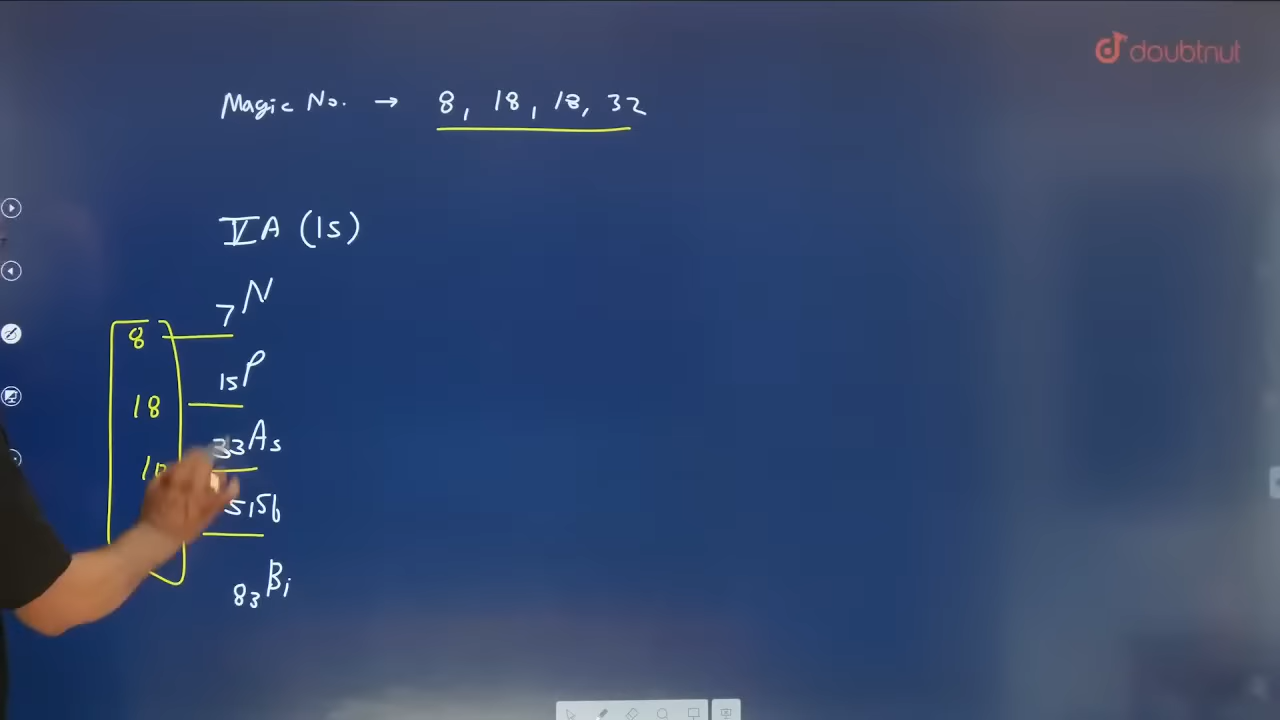 doubtnut
Magic No. → 8, 18, 18, 32
VA (15)
7N
8
15P
18
33As
51Sb
83Bi